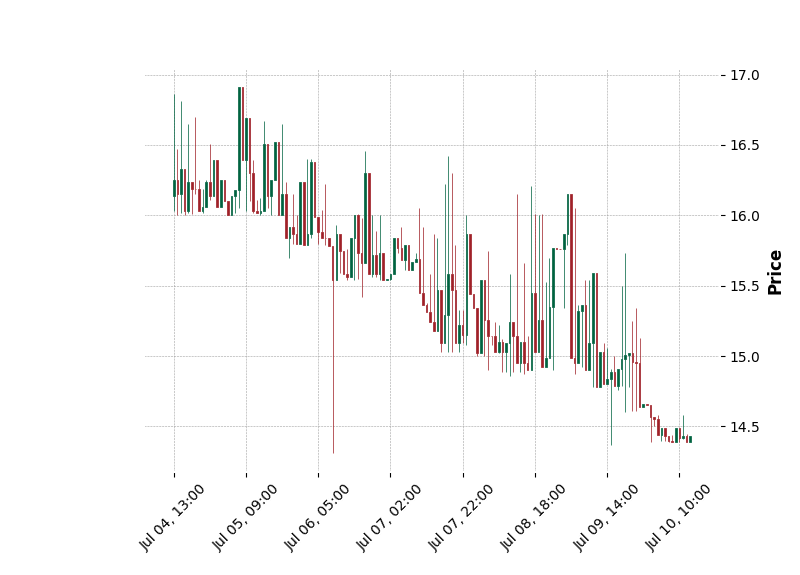 17.0
16.5
16.0
15.5
15.0
14.5
Price
Jul 04, 13:00
Jul 05, 09:00
Jul 06, 05:00
Jul 07, 02:00
Jul 07, 22:00
Jul 08, 18:00
Jul 09, 14:00
Jul 10, 10:00